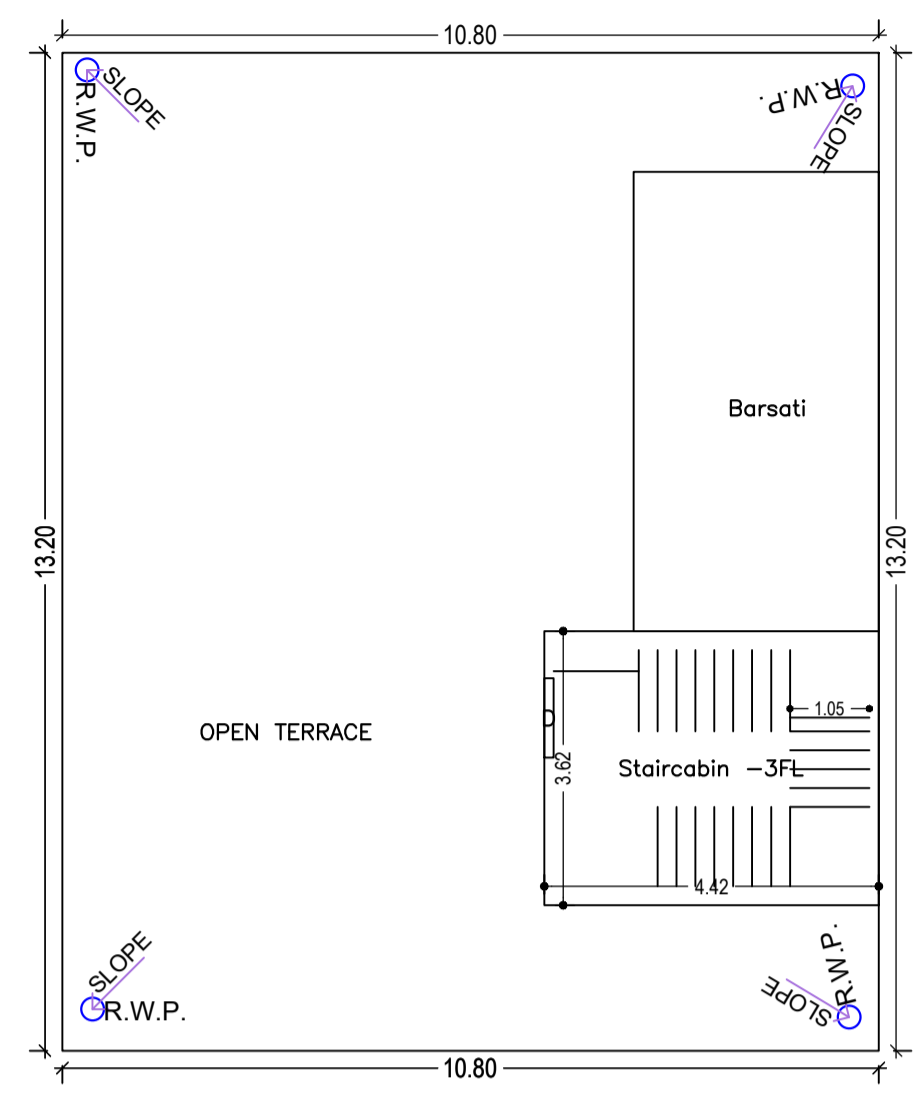 10.80
SLOPE
R.W.P.
R.W.P.
SLOPE
Barsati
13.20
13.20
1.05
OPEN TERRACE
3.62
Staircabin -3FL
4.42
SLOPE
R.W.P.
R.W.P.
SLOPE
10.80